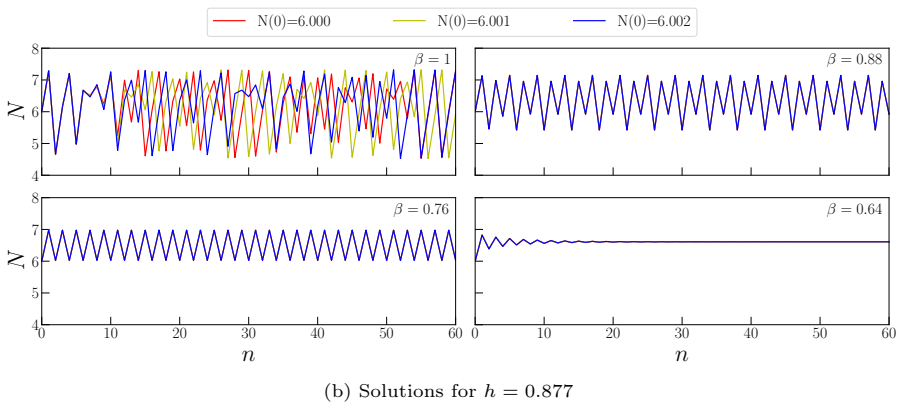 N(0)=6.000 N(0)=6.001 N(0)=6.002
8
7
6
5
4
N
β = 1
β = 0.88
8
7
6
5
4
N
β = 0.76
β = 0.64
0 10 20 30 40 50 60
0 10 20 30 40 50 60
n
n
(b) Solutions for h = 0.877